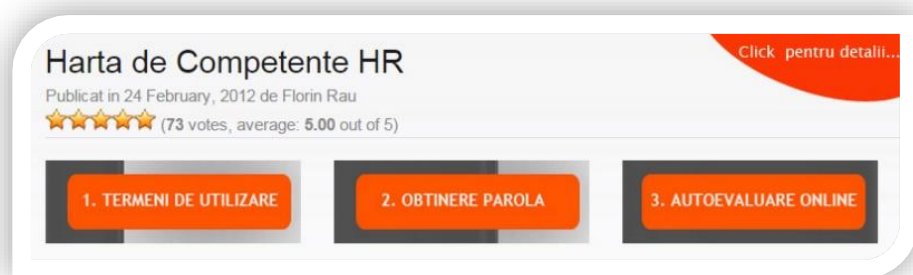 Harta de Competente HR
Click pentru detalii...
Publicat in 24 February, 2012 de Florin Rau
(73 votes, average: 5.00 out of 5)
1. TERMENI DE UTILIZARE
2. OBTINERE PAROLA
3. AUTOEVALUARE ONLINE